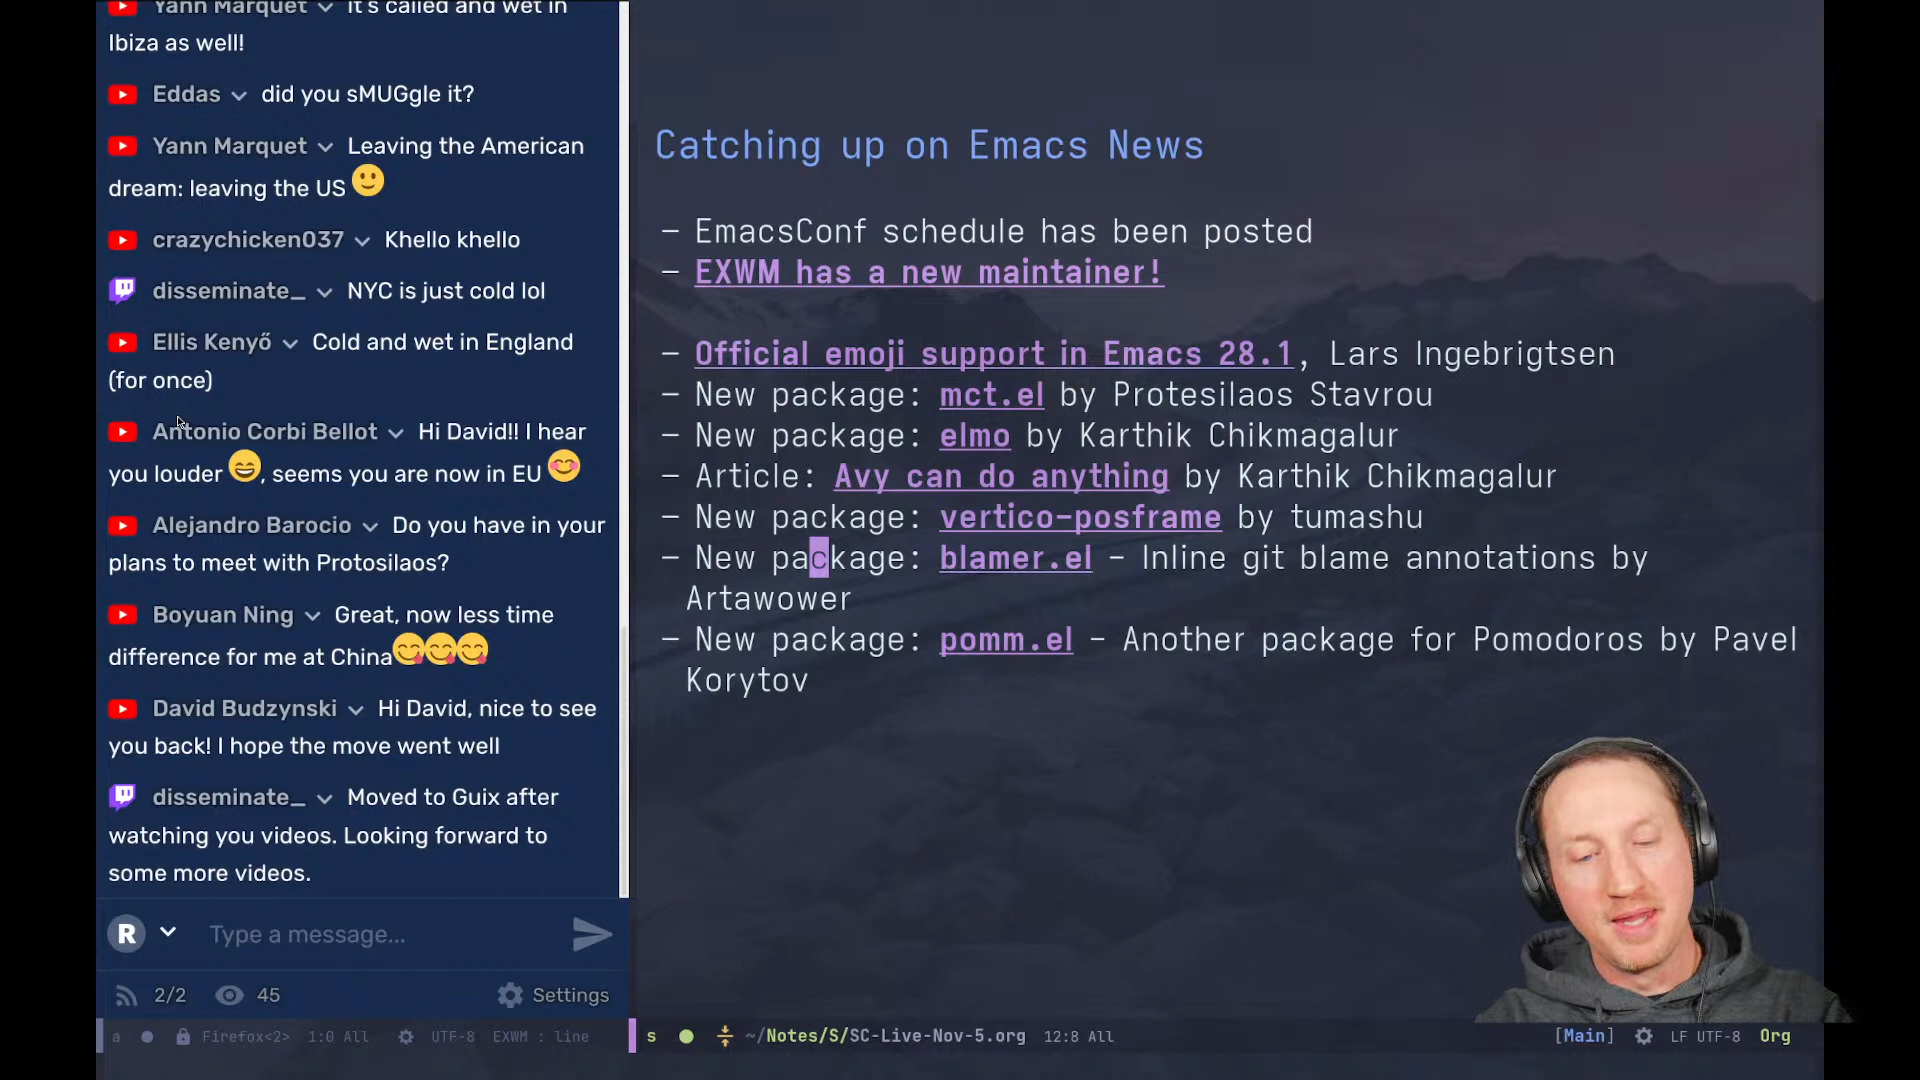 Yann Marquet It's called and wet in
Ibiza as well!
Eddas did you sMUGgle it?
Yann Marquet Leaving the American
dream: leaving the US 🙂
crazychicken037 Khello khello
disseminate_ NYC is just cold lol
Ellis Kenyő Cold and wet in England
(for once)
Antonio Corbi Bellot Hi David!! I hear
you louder 😄, seems you are now in EU 😊
Alejandro Barocio Do you have in your
plans to meet with Protosilaos?
Boyuan Ning Great, now less time
difference for me at China😋😋😋
David Budzynski Hi David, nice to see
you back! I hope the move went well
disseminate_ Moved to Guix after
watching you videos. Looking forward to
some more videos.
R Type a message...
2/2 45 Settings
a Firefox<2> 1:0 All UTF-8 EXWM : line
Catching up on Emacs News
– EmacsConf schedule has been posted
– EXWM has a new maintainer!
– Official emoji support in Emacs 28.1, Lars Ingebrigtsen
– New package: mct.el by Protesilaos Stavrou
– New package: elmo by Karthik Chikmagalur
– Article: Avy can do anything by Karthik Chikmagalur
– New package: vertico-posframe by tumashu
– New package: blamer.el – Inline git blame annotations by
Artawower
– New package: pomm.el – Another package for Pomodoros by Pavel
Korytov
s ~/Notes/S/SC-Live-Nov-5.org 12:8 All [Main] LF UTF-8 Org